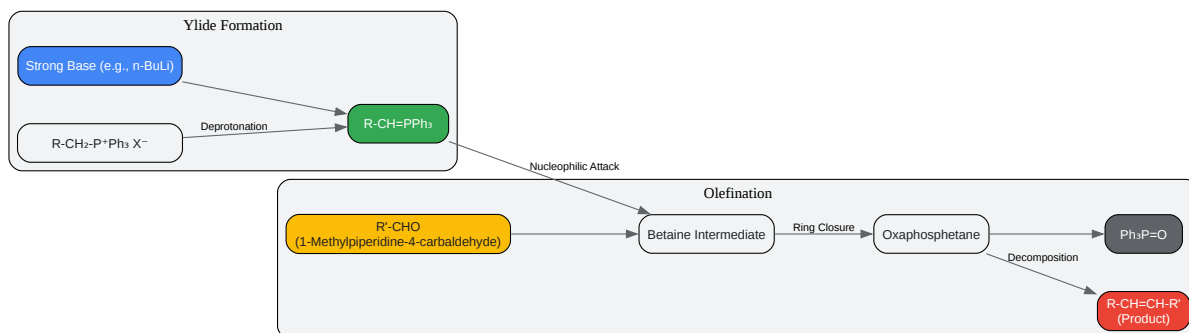 Ylide Formation
Strong Base (e.g., n-BuLi)
Deprotonation
R-CH₂-P⁺Ph₃ X⁻
R-CH=PPh₃
Nucleophilic Attack
Olefination
R'-CHO
(1-Methylpiperidine-4-carbaldehyde)
Betaine Intermediate
Ring Closure
Oxaphosphetane
Ph₃P=O
Decomposition
R-CH=CH-R'
(Product)